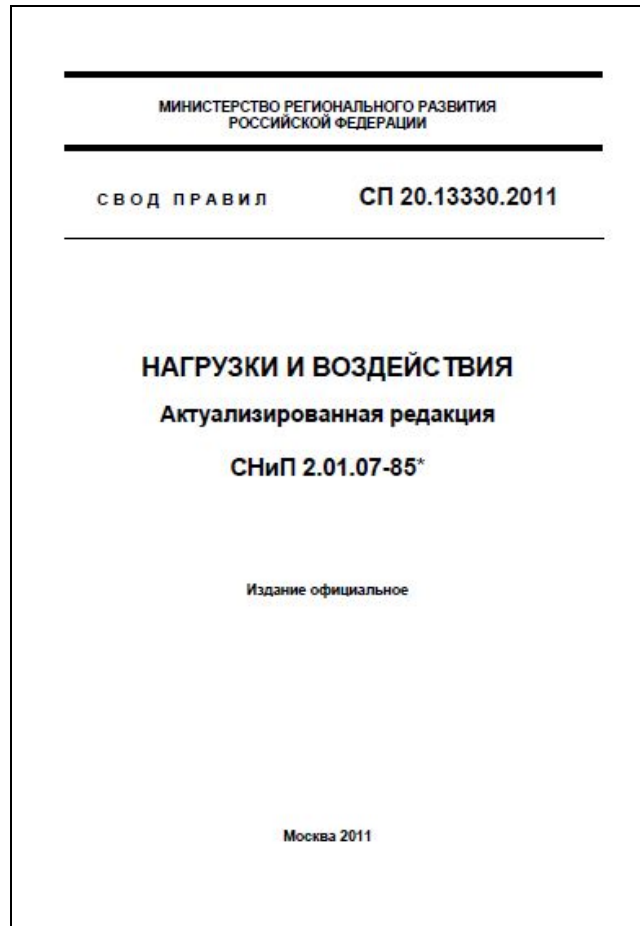 МИНИСТЕРСТВО РЕГИОНАЛЬНОГО РАЗВИТИЯ
РОССИЙСКОЙ ФЕДЕРАЦИИ
СВОД ПРАВИЛ СП 20.13330.2011
НАГРУЗКИ И ВОЗДЕЙСТВИЯ
Актуализированная редакция
СНиП 2.01.07-85*
Издание официальное
Москва 2011